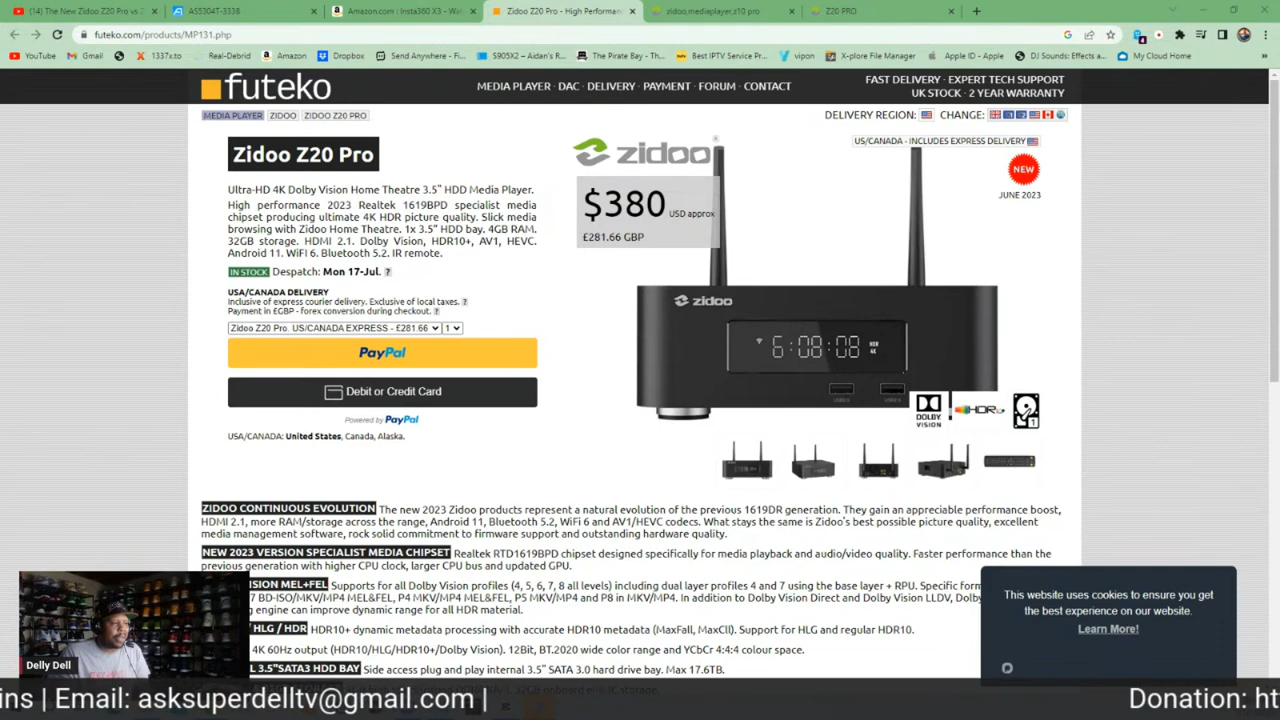 (14) The New Zidoo Z20 Pro vs Z
AS5304T-3338
Amazon.com : Insta360 X3 - Wat
Zidoo Z20 Pro - High Performan
zidoo,mediaplayer,z10 pro
Z20 PRO
futeko.com/products/MP131.php
YouTube
Gmail
1337x.to
Real-Debrid
Amazon
Dropbox
Send Anywhere - Fi...
S905X2 – Aidan's R...
The Pirate Bay - Th...
Best IPTV Service Pr...
vipon
X-plore File Manager
Apple ID - Apple
DJ Sounds: Effects a...
My Cloud Home
futeko
MEDIA PLAYER · DAC · DELIVERY · PAYMENT · FORUM · CONTACT
FAST DELIVERY · EXPERT TECH SUPPORT
UK STOCK · 2 YEAR WARRANTY
MEDIA PLAYER ZIDOO ZIDOO Z20 PRO
DELIVERY REGION: CHANGE:
Zidoo Z20 Pro
Ultra-HD 4K Dolby Vision Home Theatre 3.5" HDD Media Player.
High performance 2023 Realtek 1619BPD specialist media
chipset producing ultimate 4K HDR picture quality. Slick media
browsing with Zidoo Home Theatre. 1x 3.5" HDD bay. 4GB RAM.
32GB storage. HDMI 2.1. Dolby Vision, HDR10+, AV1, HEVC.
Android 11. WiFI 6. Bluetooth 5.2. IR remote.
IN STOCK Despatch: Mon 17-Jul. ?
USA/CANADA DELIVERY
Inclusive of express courier delivery. Exclusive of local taxes. ?
Payment in £GBP - forex conversion during checkout. ?
Zidoo Z20 Pro. US/CANADA EXPRESS - £281.66 1
PayPal
Debit or Credit Card
Powered by PayPal
USA/CANADA: United States, Canada, Alaska.
zidoo
$380 USD approx
£281.66 GBP
US/CANADA - INCLUDES EXPRESS DELIVERY
NEW
JUNE 2023
zidoo
6:08:08
HDR
4K
DOLBY
VISION
HDR
1
ZIDOO CONTINUOUS EVOLUTION The new 2023 Zidoo products represent a natural evolution of the previous 1619DR generation. They gain an appreciable performance boost,
HDMI 2.1, more RAM/storage across the range, Android 11, Bluetooth 5.2, WiFi 6 and AV1/HEVC codecs. What stays the same is Zidoo's best possible picture quality, excellent
media management software, rock solid commitment to firmware support and outstanding hardware quality.
NEW 2023 VERSION SPECIALIST MEDIA CHIPSET Realtek RTD1619BPD chipset designed specifically for media playback and audio/video quality. Faster performance than the
previous generation with higher CPU clock, larger CPU bus and updated GPU.
ISION MEL+FEL Supports for all Dolby Vision profiles (4, 5, 6, 7, 8 all levels) including dual layer profiles 4 and 7 using the base layer + RPU. Specific form
7 BD-ISO/MKV/MP4 MEL&FEL, P4 MKV/MP4 MEL&FEL, P5 MKV/MP4 and P8 in MKV/MP4. In addition to Dolby Vision Direct and Dolby Vision LLDV, Dolby
engine can improve dynamic range for all HDR material.
/ HLG / HDR HDR10+ dynamic metadata processing with accurate HDR10 metadata (MaxFall, MaxCll). Support for HLG and regular HDR10.
4K 60Hz output (HDR10/HLG/HDR10+/Dolby Vision). 12Bit, BT.2020 wide color range and YCbCr 4:4:4 colour space.
L 3.5"SATA3 HDD BAY Side access plug and play internal 3.5" SATA 3.0 hard drive bay. Max 17.6TB.
This website uses cookies to ensure you get
the best experience on our website.
Learn More!
Delly Dell
ins | Email: asksuperdelltv@gmail.com |
Donation: ht